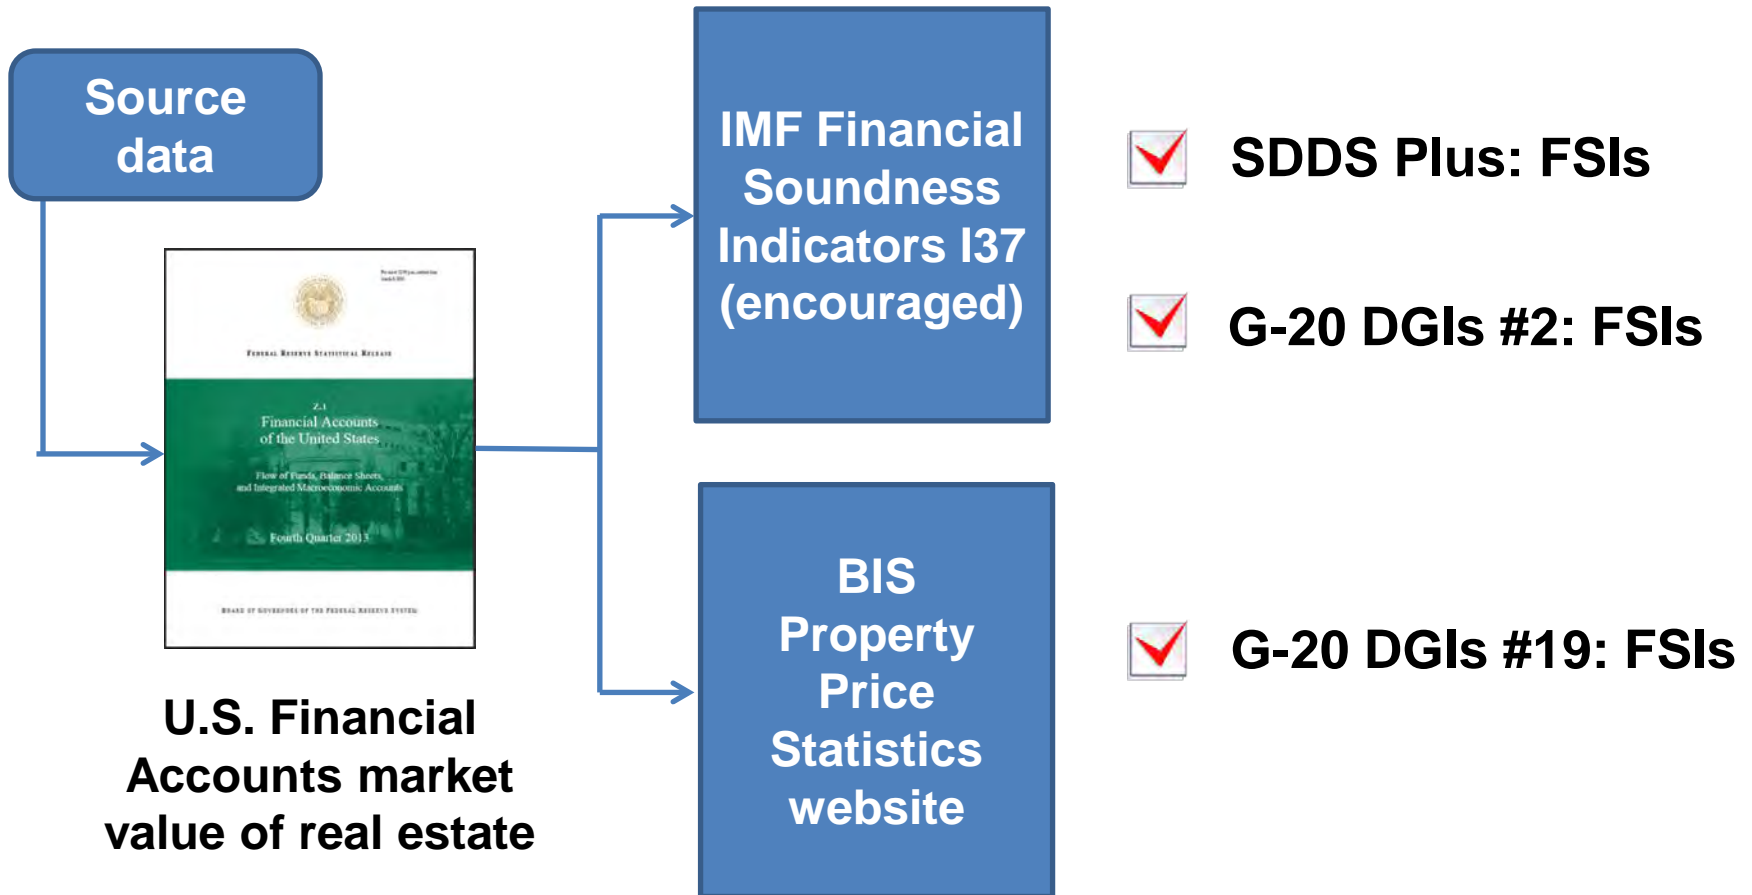 Source
data
FEDERAL RESERVE STATISTICAL RELEASE
Z.1
Financial Accounts
of the United States
Flow of Funds, Balance Sheets,
and Integrated Macroeconomic Accounts
Fourth Quarter 2013
BOARD OF GOVERNORS OF THE FEDERAL RESERVE SYSTEM
U.S. Financial
Accounts market
value of real estate
IMF Financial
Soundness
Indicators I37
(encouraged)
BIS
Property
Price
Statistics
website
SDDS Plus: FSIs
G-20 DGIs #2: FSIs
G-20 DGIs #19: FSIs